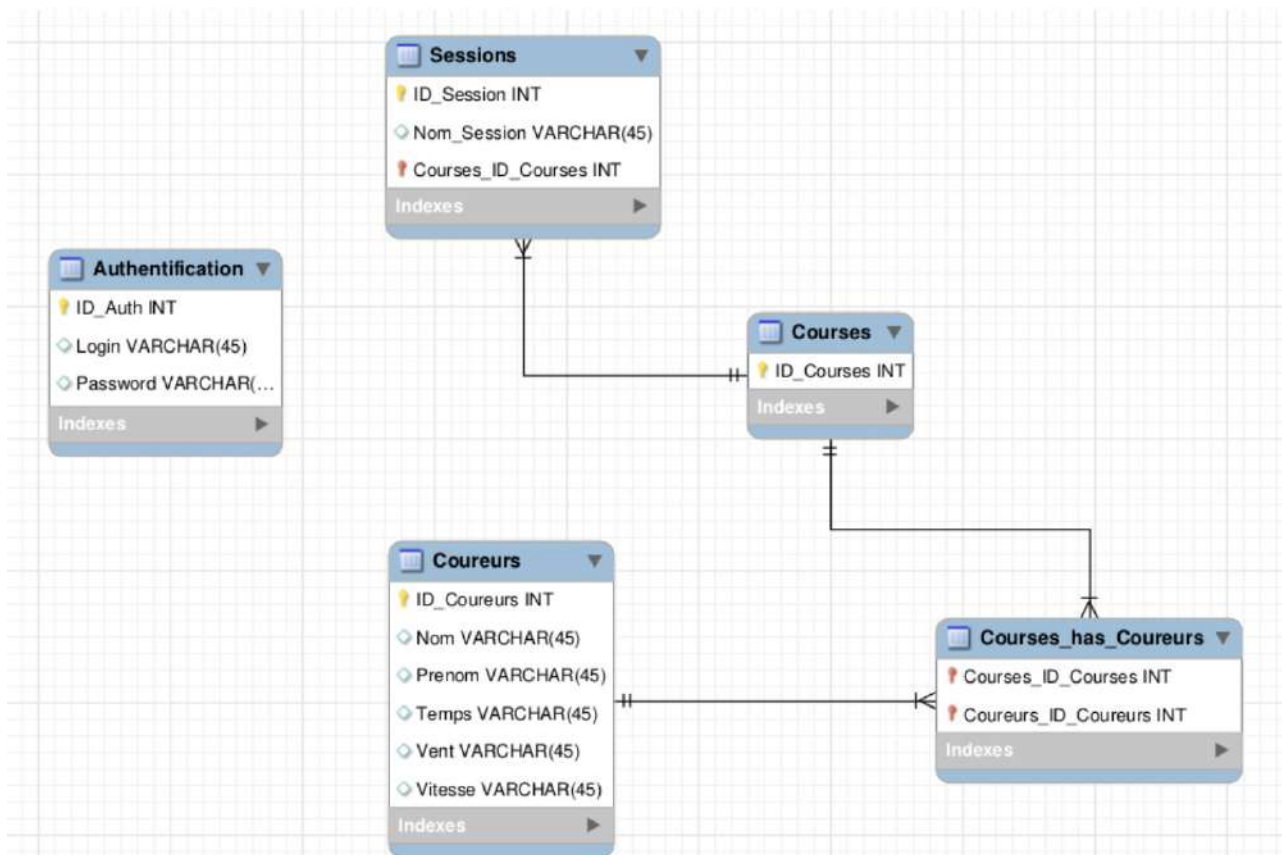 Sessions
ID_Session INT
Nom_Session VARCHAR(45)
Courses_ID_Courses INT
Indexes
Authentification
ID_Auth INT
Login VARCHAR(45)
Password VARCHAR(...
Indexes
Courses
ID_Courses INT
Indexes
Coureurs
ID_Coureurs INT
Nom VARCHAR(45)
Prenom VARCHAR(45)
Temps VARCHAR(45)
Vent VARCHAR(45)
Vitesse VARCHAR(45)
Indexes
Courses_has_Coureurs
Courses_ID_Courses INT
Coureurs_ID_Coureurs INT
Indexes